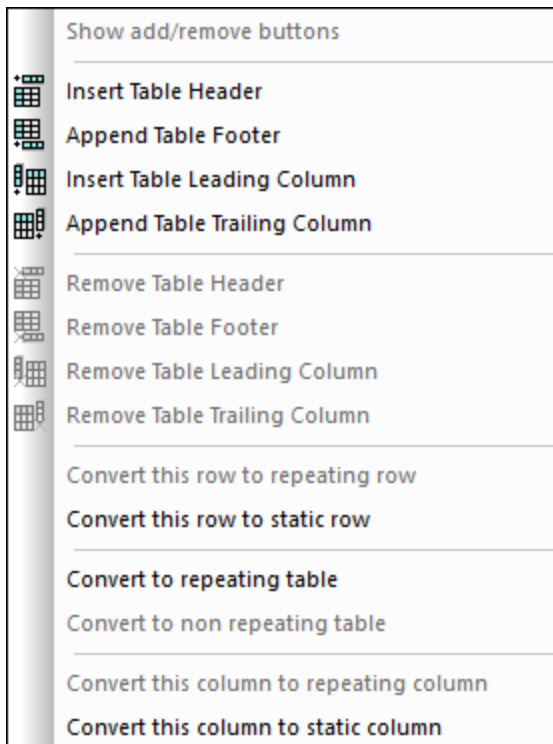 Show add/remove buttons
Insert Table Header
Append Table Footer
Insert Table Leading Column
Append Table Trailing Column
Remove Table Header
Remove Table Footer
Remove Table Leading Column
Remove Table Trailing Column
Convert this row to repeating row
Convert this row to static row
Convert to repeating table
Convert to non repeating table
Convert this column to repeating column
Convert this column to static column